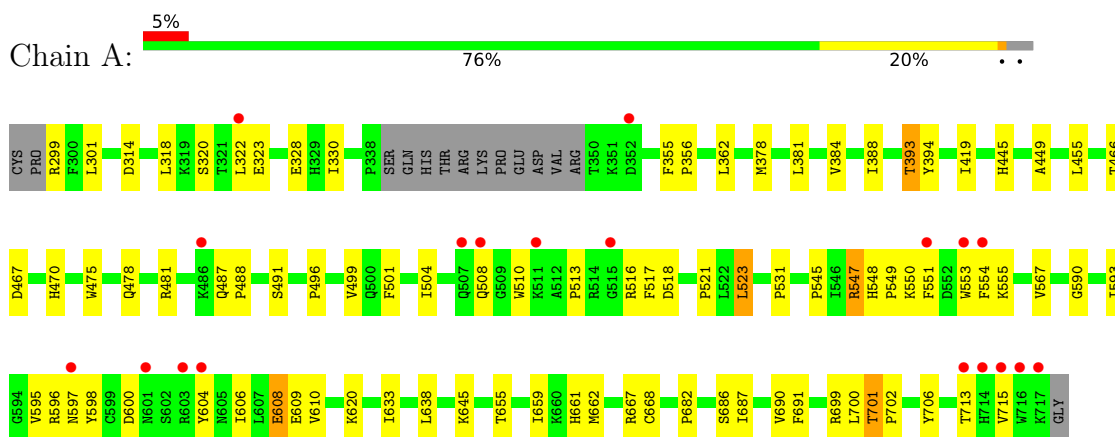 5%
Chain A:
76% 20% • •
CYS PRO R299 F300 L301 D314 L318 K319 S320 T321 L322 E323 E328 H329 I330 P338 SER GLN HIS THR ARG LYS PRO GLU ASP VAL ARG T350 K351 D352 F355 P356 L362 M378 L381 V384 I388 T393 Y394 I419 H445 A449 L455 T466
D467 H470 W475 Q478 R481 K486 Q487 P488 S491 P496 V499 Q500 F501 I504 Q507 Q508 G509 W510 K511 A512 P513 R514 G515 R516 F517 D518 P521 L522 L523 P531 P545 I546 R547 H548 P549 K550 F551 D552 W553 F554 K555 V567 G590 I593
G594 V595 R596 N597 Y598 C599 D600 N601 S602 R603 Y604 N605 I606 L607 E608 E609 V610 K620 I633 L638 K645 T655 I659 K660 H661 M662 R667 C668 P682 S686 I687 V690 F691 R699 L700 T701 P702 Y706 T713 H714 V715 W716 K717 GLY